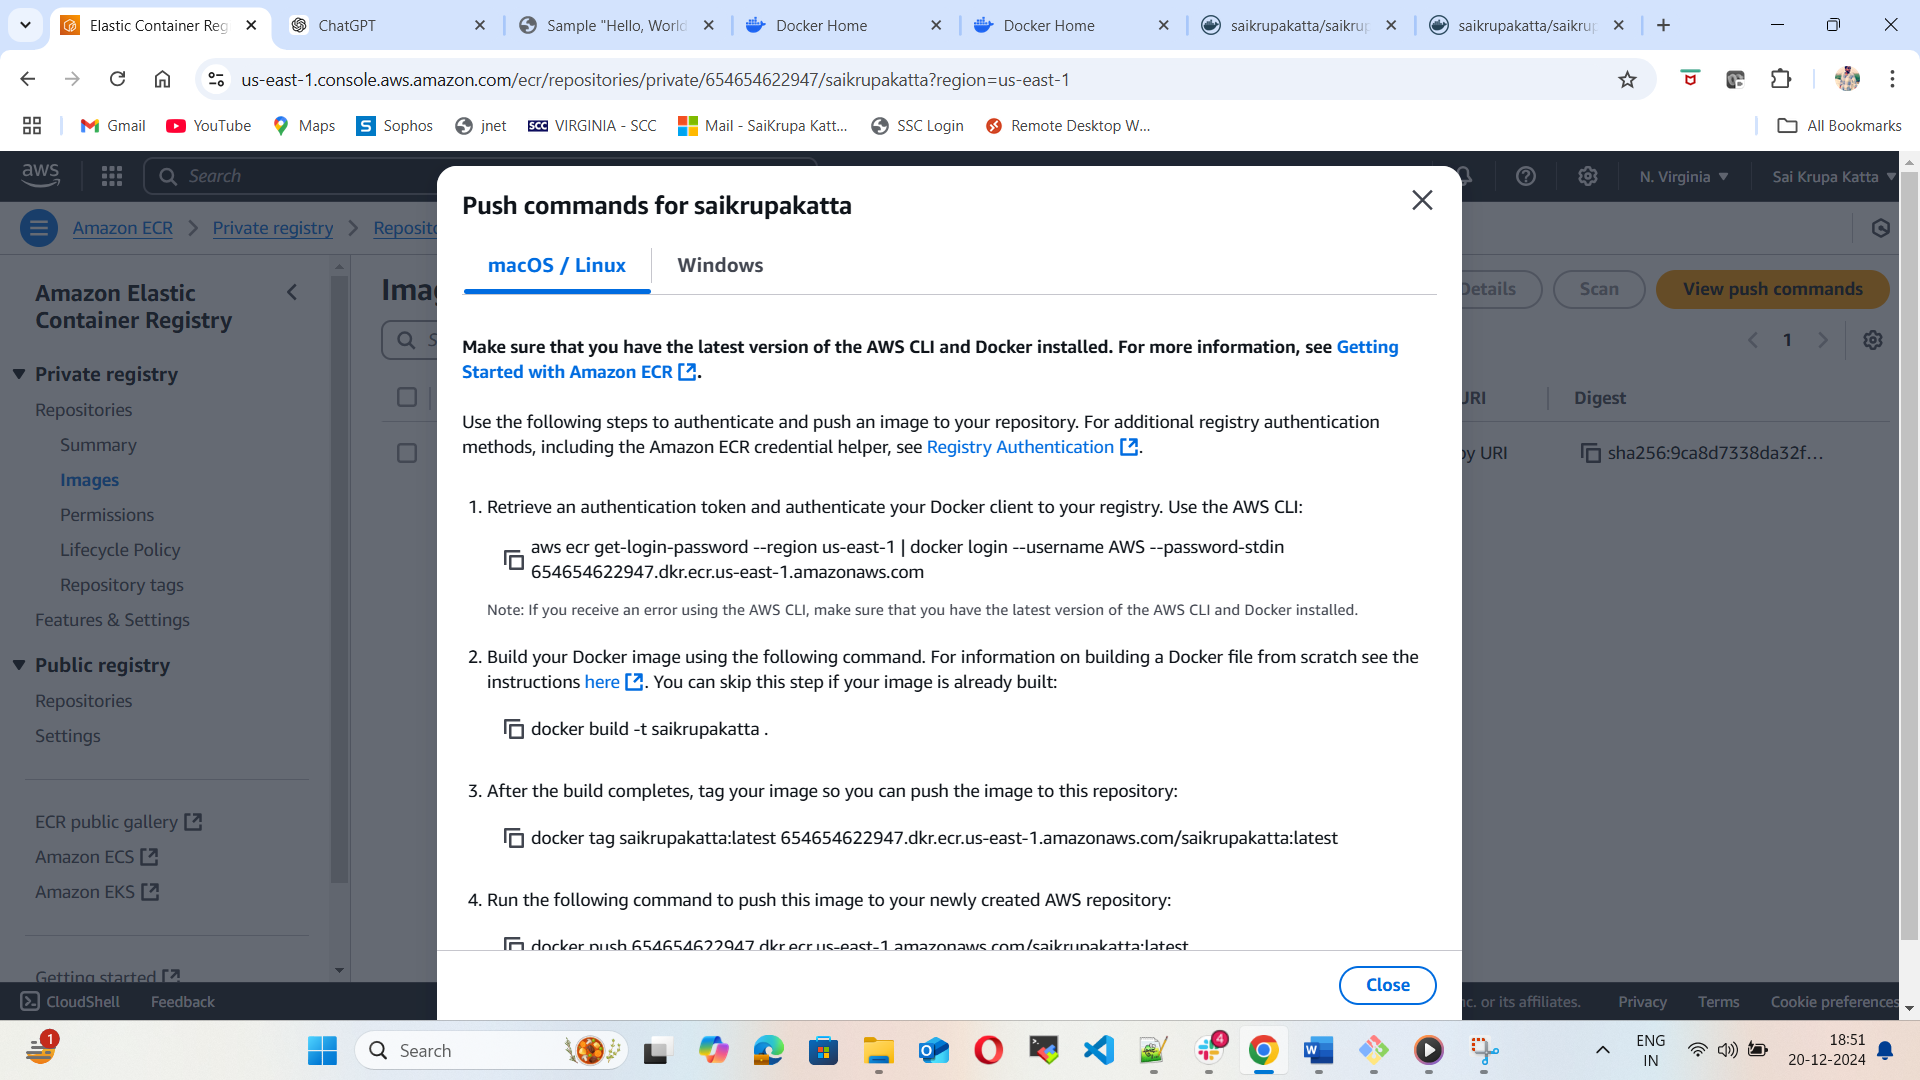 Elastic Container Reg
ChatGPT
Sample "Hello, World
Docker Home
Docker Home
saikrupakatta/saikrup
saikrupakatta/saikrup
us-east-1.console.aws.amazon.com/ecr/repositories/private/654654622947/saikrupakatta?region=us-east-1
Gmail
YouTube
Maps
Sophos
jnet
SCC VIRGINIA - SCC
Mail - SaiKrupa Katt...
SSC Login
Remote Desktop W...
All Bookmarks
aws
Search
N. Virginia
Sai Krupa Katta
Amazon ECR
Private registry
Reposito
Amazon Elastic
Container Registry
Private registry
Repositories
Summary
Images
Permissions
Lifecycle Policy
Repository tags
Features & Settings
Public registry
Repositories
Settings
ECR public gallery
Amazon ECS
Amazon EKS
Getting started
Imag
S
Details
Scan
View push commands
1
URI
Digest
by URI
sha256:9ca8d7338da32f...
Push commands for saikrupakatta
macOS / Linux
Windows
Make sure that you have the latest version of the AWS CLI and Docker installed. For more information, see Getting
Started with Amazon ECR .
Use the following steps to authenticate and push an image to your repository. For additional registry authentication
methods, including the Amazon ECR credential helper, see Registry Authentication .
1. Retrieve an authentication token and authenticate your Docker client to your registry. Use the AWS CLI:
aws ecr get-login-password --region us-east-1 | docker login --username AWS --password-stdin
654654622947.dkr.ecr.us-east-1.amazonaws.com
Note: If you receive an error using the AWS CLI, make sure that you have the latest version of the AWS CLI and Docker installed.
2. Build your Docker image using the following command. For information on building a Docker file from scratch see the
instructions here . You can skip this step if your image is already built:
docker build -t saikrupakatta .
3. After the build completes, tag your image so you can push the image to this repository:
docker tag saikrupakatta:latest 654654622947.dkr.ecr.us-east-1.amazonaws.com/saikrupakatta:latest
4. Run the following command to push this image to your newly created AWS repository:
docker push 654654622947.dkr.ecr.us-east-1.amazonaws.com/saikrupakatta:latest
Close
CloudShell
Feedback
nc. or its affiliates.
Privacy
Terms
Cookie preferences
1
Search
4
ENG
IN
18:51
20-12-2024